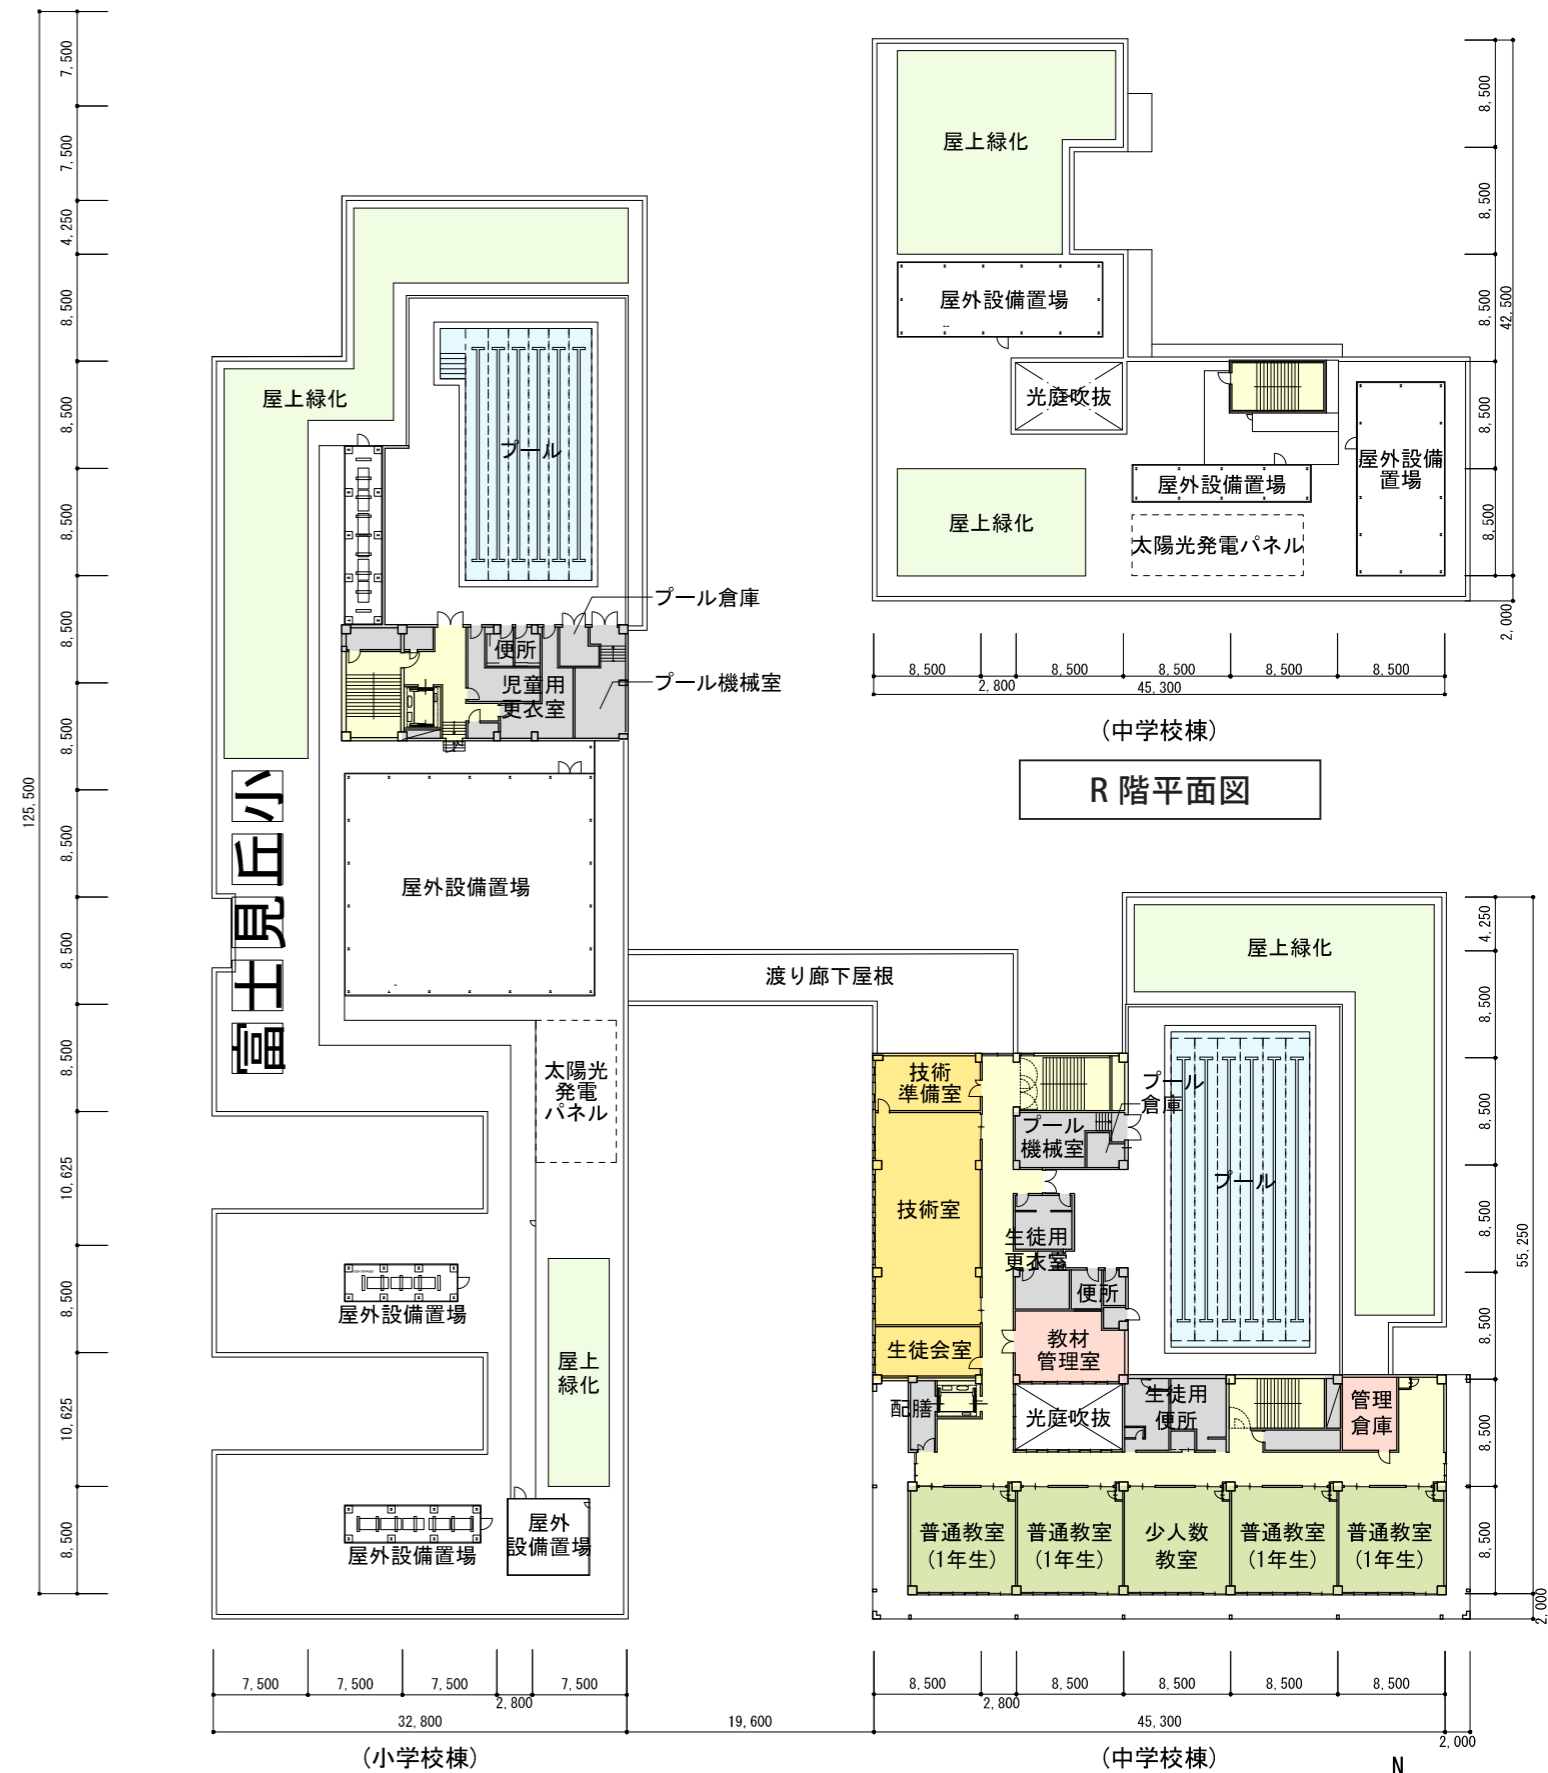 7,500
7,500
4,250
8,500
8,500
8,500
8,500
8,500
8,500
8,500
8,500
10,625
8,500
10,625
8,500
125,500
屋上緑化
プール
プール倉庫
便所
児童用
更衣室
プール機械室
富士見丘小
屋外設備置場
渡り廊下屋根
太陽光
発電
パネル
屋外設備置場
屋上
緑化
屋外設備置場
屋外
設備置場
7,500
7,500
7,500
2,800
7,500
32,800
19,600
(小学校棟)
屋上緑化
屋外設備置場
光庭吹抜
屋外設備
置場
屋外設備置場
屋上緑化
太陽光発電パネル
8,500
8,500
8,500
8,500
8,500
42,500
2,000
8,500
2,800
8,500
8,500
8,500
8,500
45,300
(中学校棟)
R 階平面図
屋上緑化
技術
準備室
プール
倉庫
プール
機械室
プール
技術室
生徒用
更衣室
便所
生徒会室
教材
管理室
配膳
光庭吹抜
生徒用
便所
管理
倉庫
普通教室
(1年生)
普通教室
(1年生)
少人数
教室
普通教室
(1年生)
普通教室
(1年生)
4,250
8,500
8,500
8,500
8,500
8,500
8,500
55,250
2,000
8,500
2,800
8,500
8,500
8,500
8,500
45,300
2,000
(中学校棟)
N